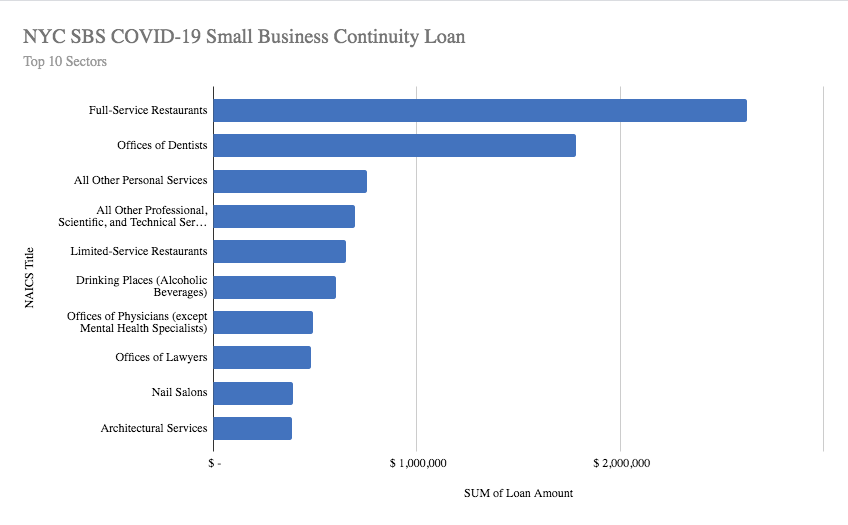 NYC SBS COVID-19 Small Business Continuity Loan
Top 10 Sectors
NAICS Title
Full-Service Restaurants
Offices of Dentists
All Other Personal Services
All Other Professional,
Scientific, and Technical Ser…
Limited-Service Restaurants
Drinking Places (Alcoholic
Beverages)
Offices of Physicians (except
Mental Health Specialists)
Offices of Lawyers
Nail Salons
Architectural Services
$ - $ 1,000,000 $ 2,000,000
SUM of Loan Amount